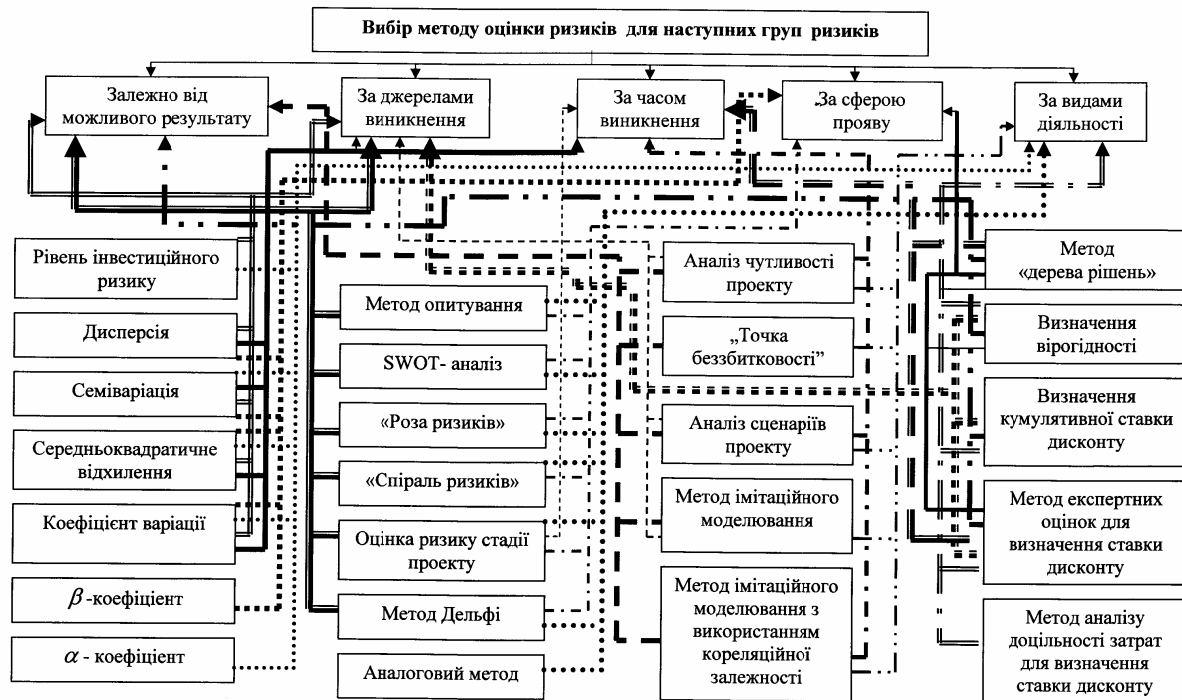 Вибір методу оцінки ризиків для наступних груп ризиків
Залежно від
можливого результату
За джерелами
виникнення
За часом
виникнення
За сферою
прояву
За видами
діяльності
Рівень інвестиційного
ризику
Дисперсія
Семіваріація
Середньоквадратичне
відхилення
Коефіцієнт варіації
β-коефіцієнт
α - коефіцієнт
Метод опитування
SWOT- аналіз
«Роза ризиків»
«Спіраль ризиків»
Оцінка ризику стадії
проекту
Метод Дельфі
Аналоговий метод
Аналіз чутливості
проекту
„Точка
беззбитковості”
Аналіз сценаріїв
проекту
Метод імітаційного
моделювання
Метод імітаційного
моделювання з
використанням
кореляційної
залежності
Метод
«дерева рішень»
Визначення
вірогідності
Визначення
кумулятивної ставки
дисконту
Метод експертних
оцінок для
визначення ставки
дисконту
Метод аналізу
доцільності затрат
для визначення
ставки дисконту